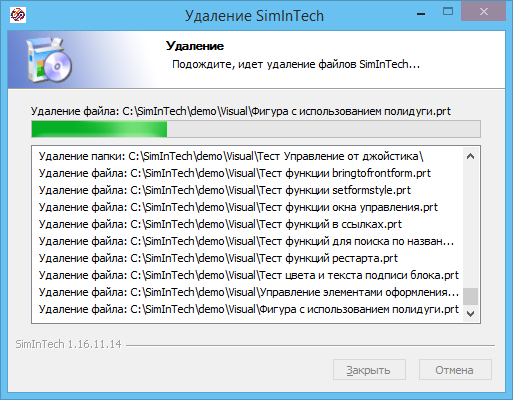 Удаление SimInTech
Удаление
Подождите, идет удаление файлов SimInTech...
Удаление файла: C:\SimInTech\demo\Visual\Фигура с использованием полидуги.prt
Удаление папки: C:\SimInTech\demo\Visual\Тест Управление от джойстика\
Удаление файла: C:\SimInTech\demo\Visual\Тест функции bringtofrontform.prt
Удаление файла: C:\SimInTech\demo\Visual\Тест функции setformstyle.prt
Удаление файла: C:\SimInTech\demo\Visual\Тест функции окна управления.prt
Удаление файла: C:\SimInTech\demo\Visual\Тест функций в ссылках.prt
Удаление файла: C:\SimInTech\demo\Visual\Тест функций для поиска по назван...
Удаление файла: C:\SimInTech\demo\Visual\Тест функций рестарта.prt
Удаление файла: C:\SimInTech\demo\Visual\Тест цвета и текста подписи блока.prt
Удаление файла: C:\SimInTech\demo\Visual\Управление элементами оформления...
Удаление файла: C:\SimInTech\demo\Visual\Фигура с использованием полидуги.prt
SimInTech 1.16.11.14
Закрыть
Отмена